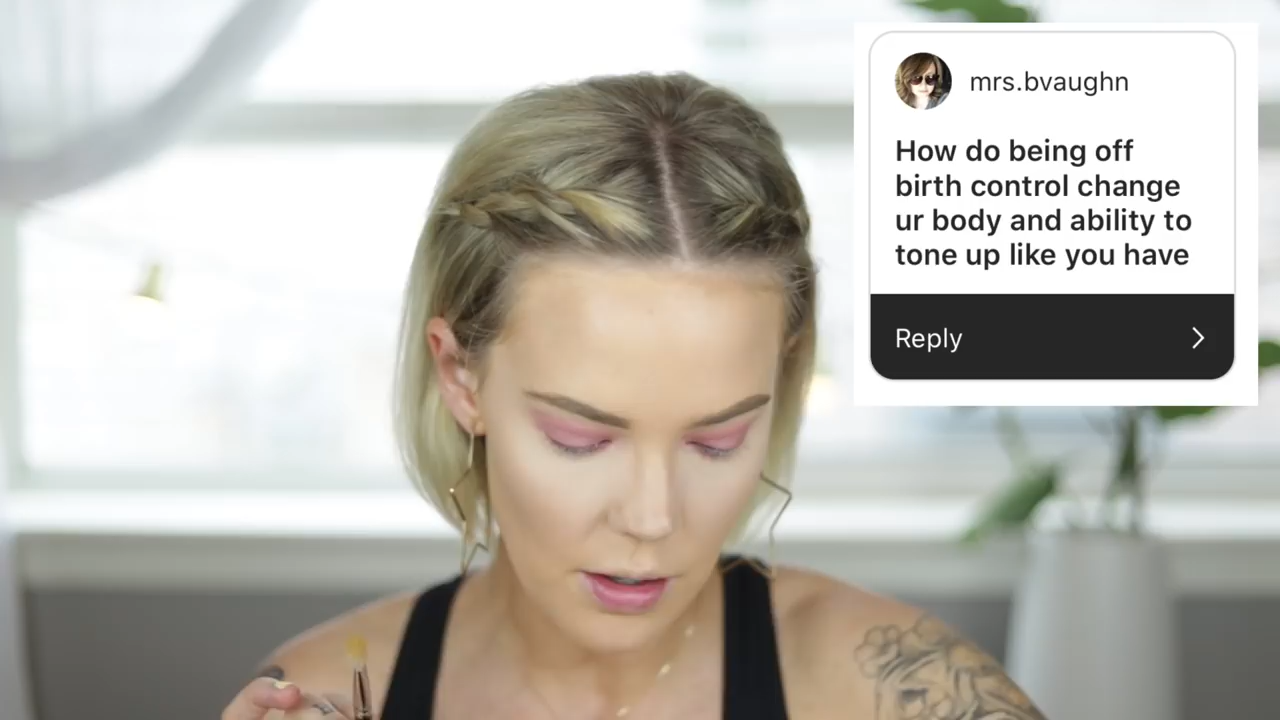 mrs.bvaughn
How do being off
birth control change
ur body and ability to
tone up like you have
Reply